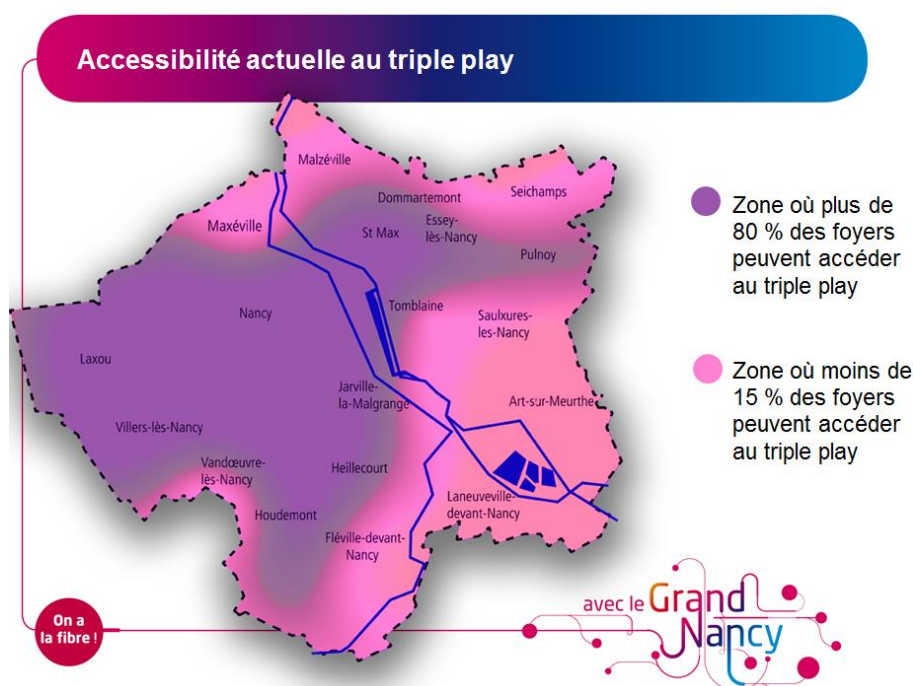 Accessibilité actuelle au triple play
Malzéville
Dommartemont
Seichamps
Maxéville
St Max
Essey-
lès-Nancy
Pulnoy
Nancy
Tomblaine
Saulxures-
les-Nancy
Laxou
Jarville-
la-Malgrange
Art-sur-Meurthe
Villers-lès-Nancy
Vandœuvre-
lès-Nancy
Heillecourt
Houdemont
Laneuveville-
devant-Nancy
Fléville-devant-
Nancy
Zone où plus de
80 % des foyers
peuvent accéder
au triple play
Zone où moins de
15 % des foyers
peuvent accéder
au triple play
On a
la fibre !
avec le Grand
Nancy